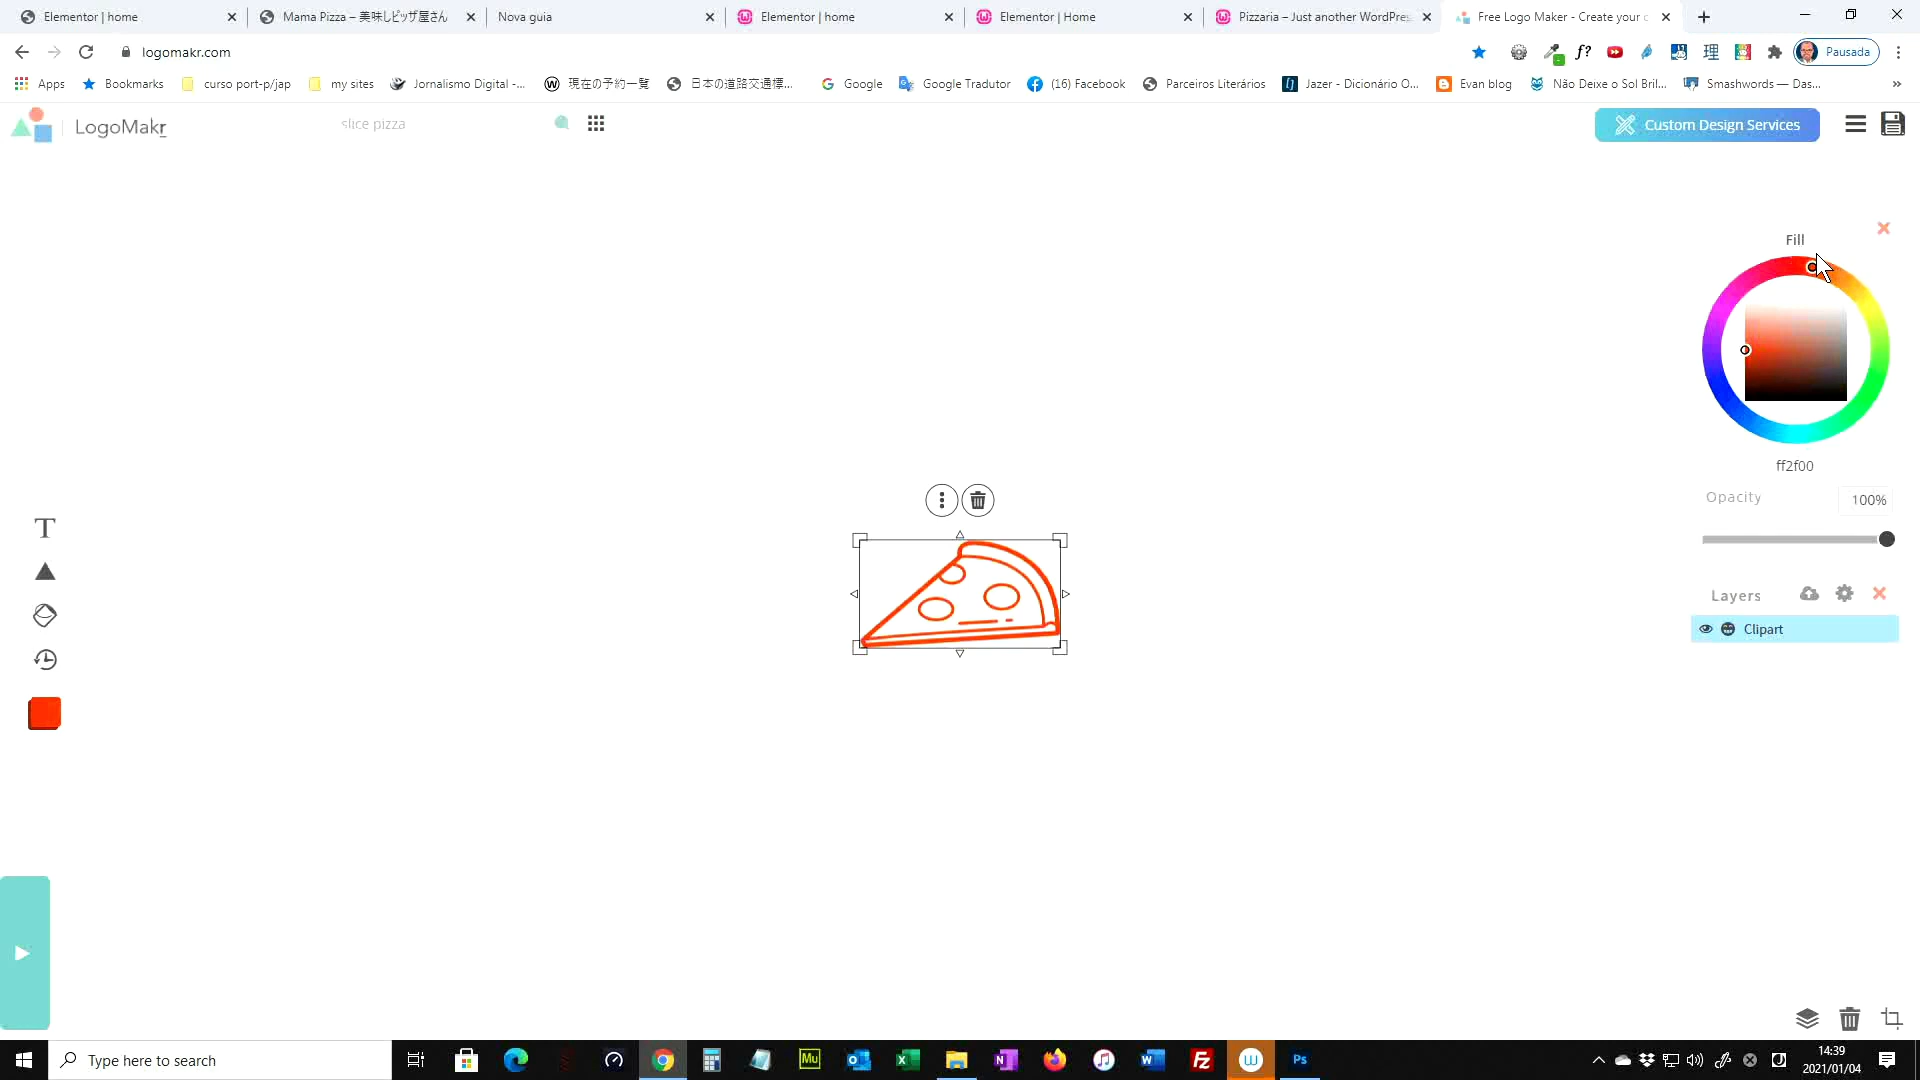 Elementor | home
Mama Pizza – 美味しピッザ屋さん
Nova guia
Elementor | home
Elementor | Home
Pizzaria – Just another WordPres
Free Logo Maker - Create your c
logomakr.com
f?
Pausada
Apps
Bookmarks
curso port-p/jap
my sites
Jornalismo Digital -...
現在の予約一覧
日本の道路交通標...
Google
Google Tradutor
(16) Facebook
Parceiros Literários
Jazer - Dicionário O...
Evan blog
Não Deixe o Sol Bril...
Smashwords — Das...
»
LogoMakr
slice pizza
Custom Design Services
Fill
ff2f00
Opacity
100%
Layers
Clipart
T
Type here to search
Mu
Ps
14:39
2021/01/04